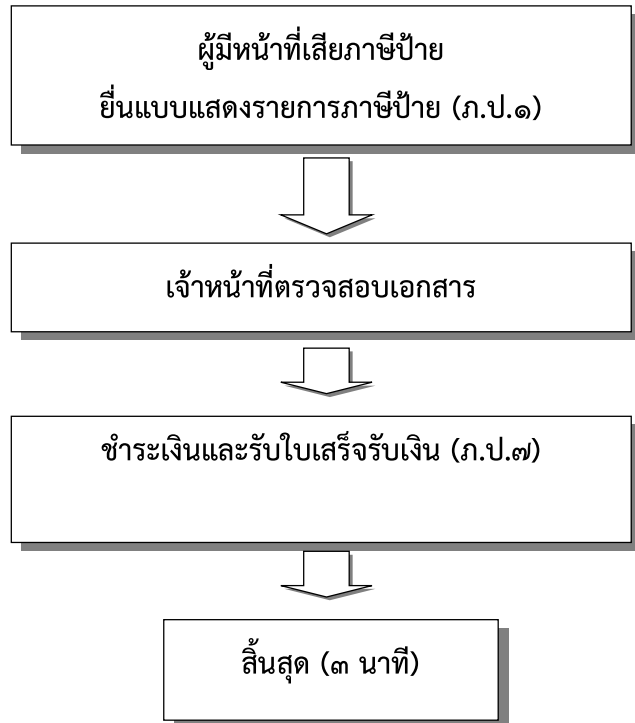 ผู้มีหน้าที่เสียภาษีป้าย
ยื่นแบบแสดงรายการภาษีป้าย (ภ.ป.๑)
เจ้าหน้าที่ตรวจสอบเอกสาร
ชำระเงินและรับใบเสร็จรับเงิน (ภ.ป.๗)
สิ้นสุด (๓ นาที)